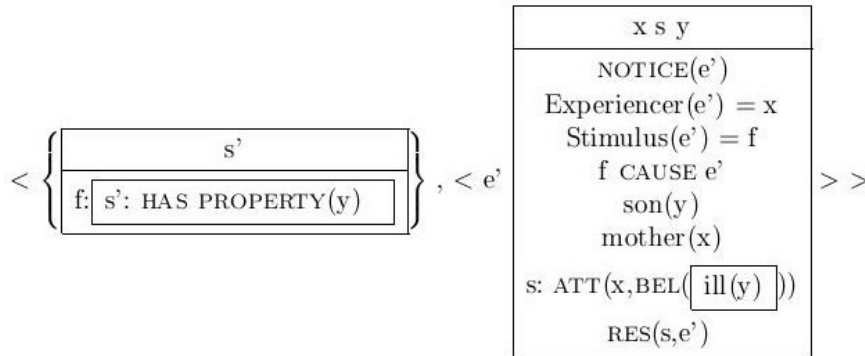 x s y
NOTICE(e’)
Experiencer(e’) = x
Stimulus(e’) = f
f CAUSE e’
son(y)
mother(x)
s: ATT(x,BEL( ill(y) ))
RES(s,e’)
s’
< { f: s’: HAS PROPERTY(y) } , < e’ > >